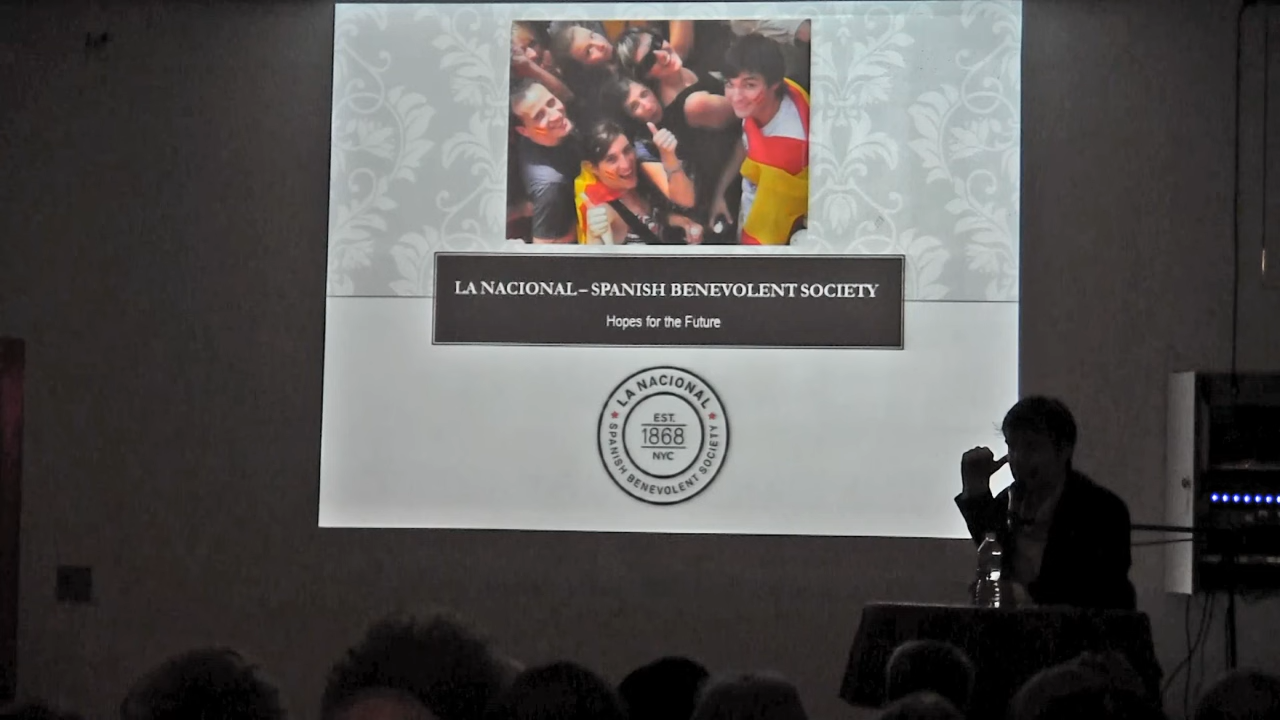 LA NACIONAL – SPANISH BENEVOLENT SOCIETY
Hopes for the Future
LA NACIONAL
EST.
1868
NYC
SPANISH BENEVOLENT SOCIETY